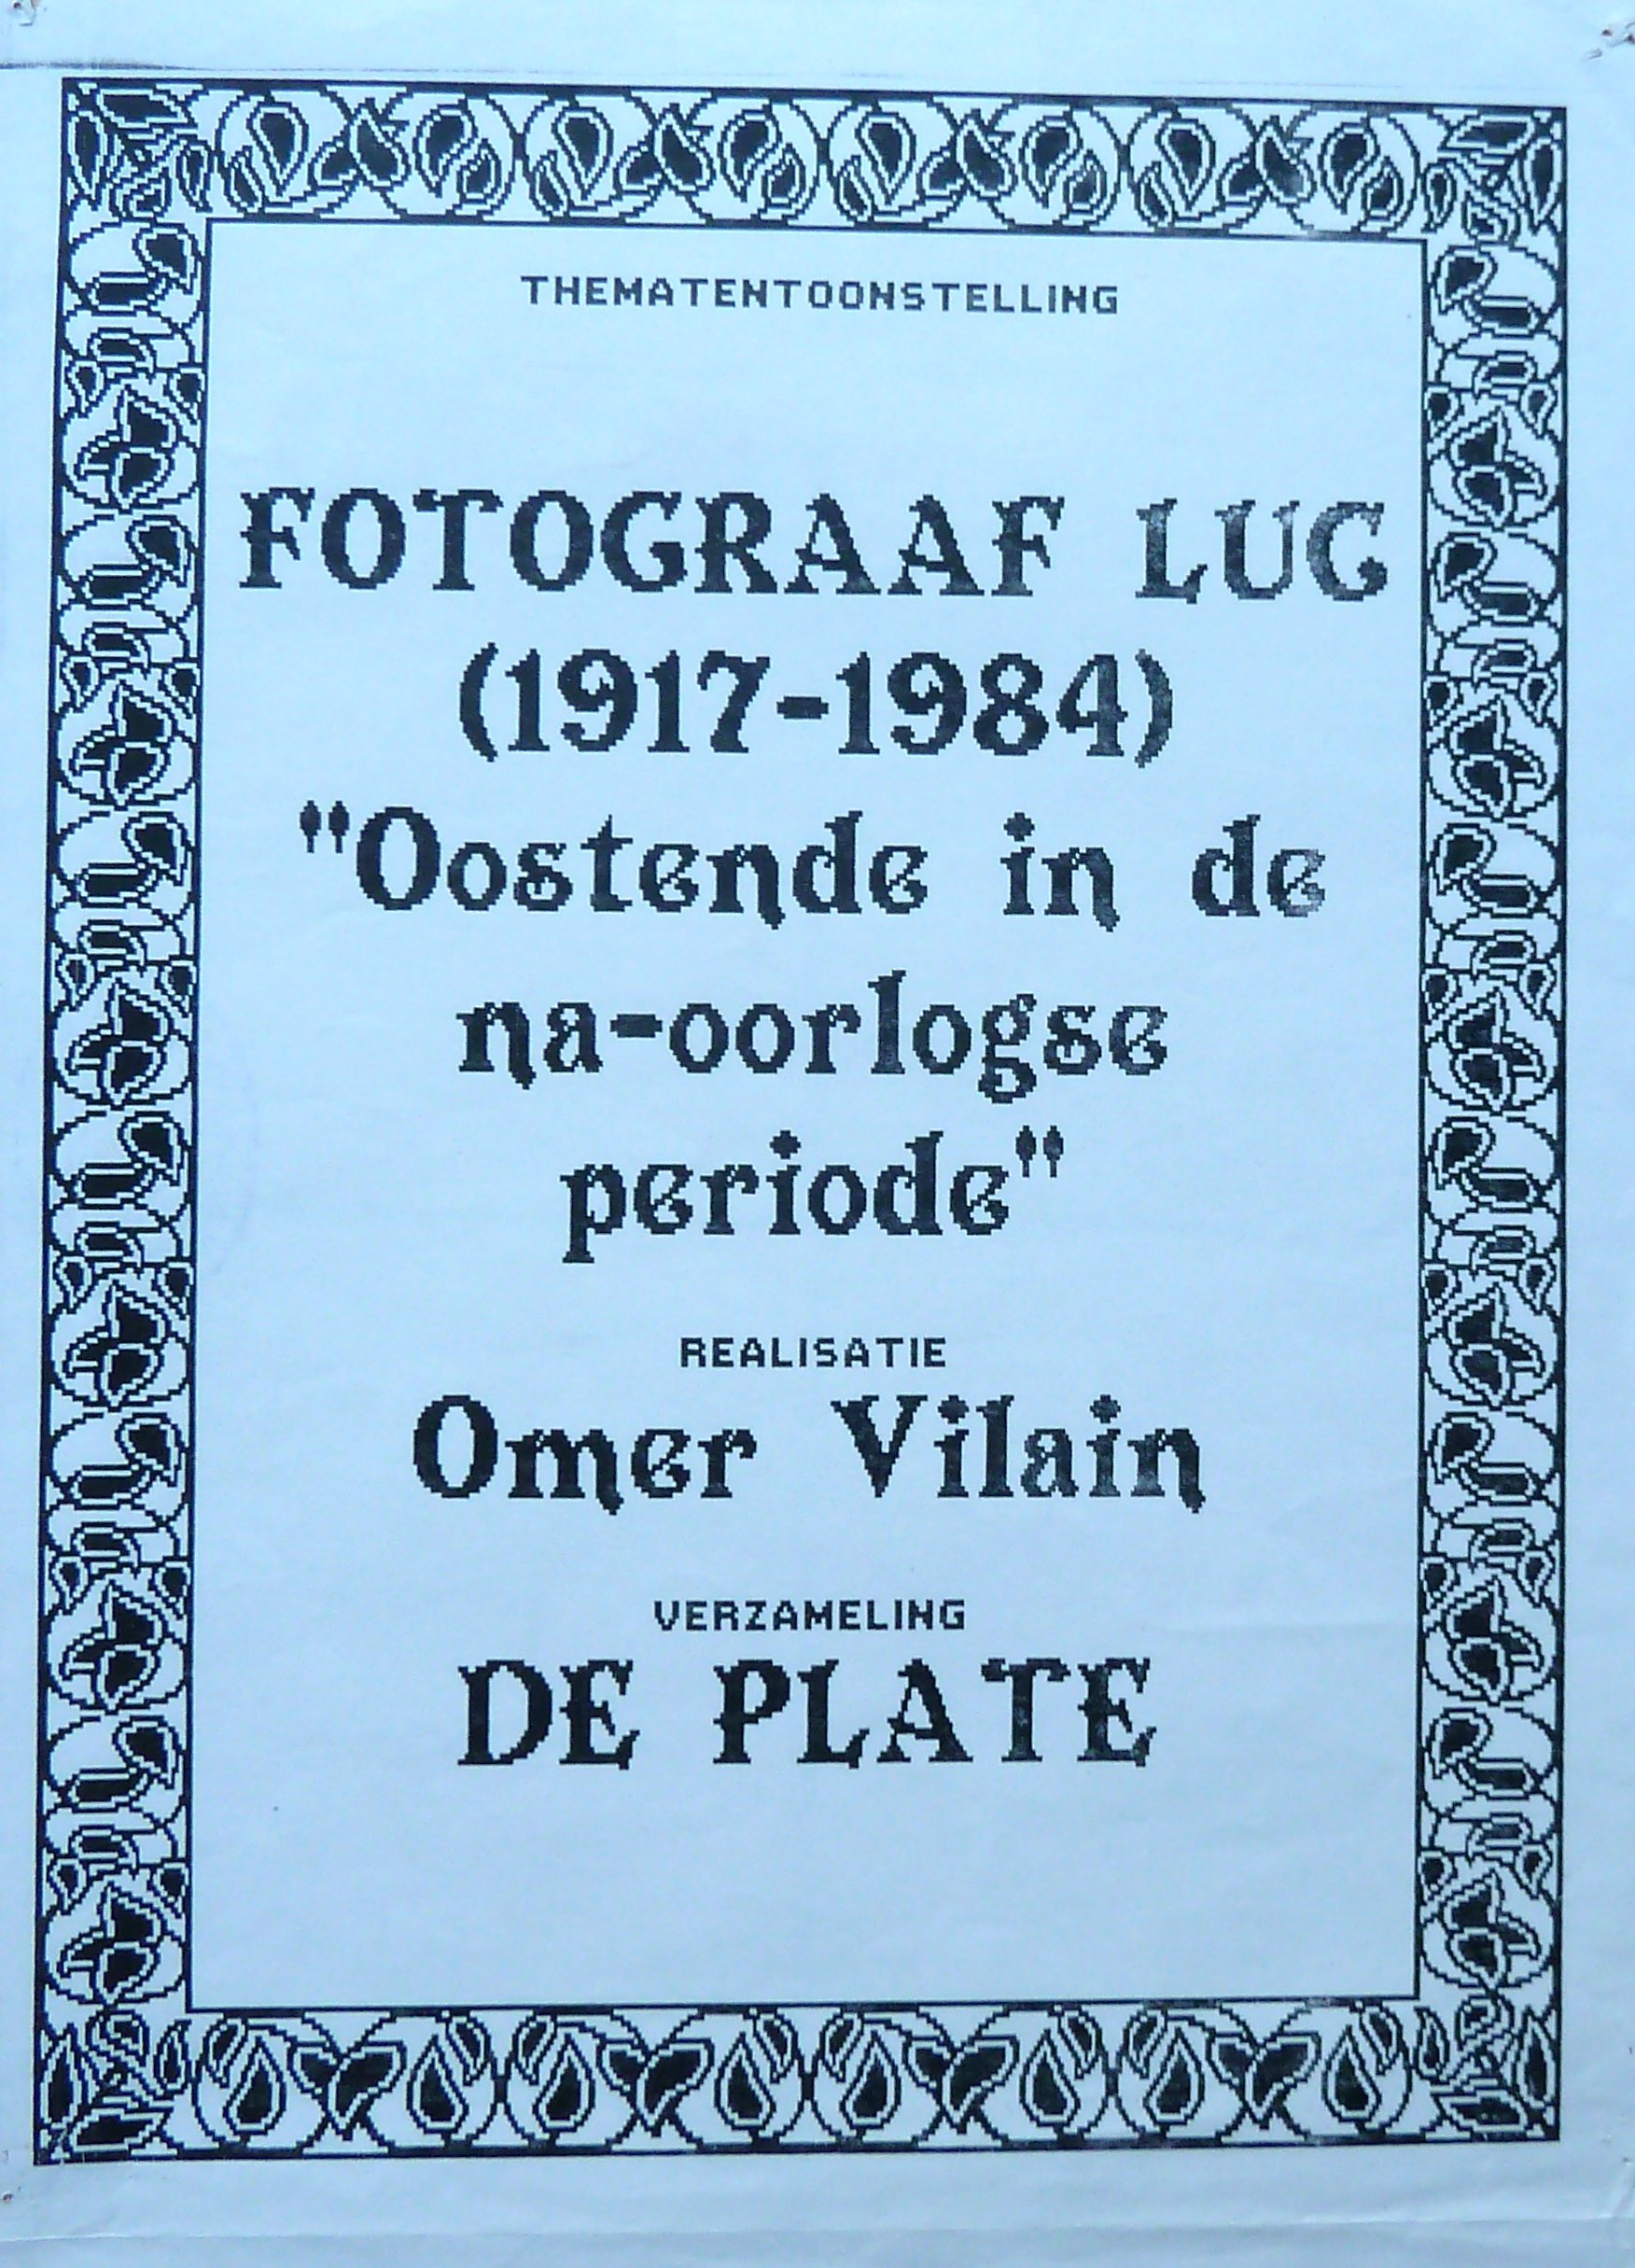 THEMATENTOONSTELLING
FOTOGRAAF LUC
(1917-1984)
"Oostende in de
na-oorlogse
periode"
REALISATIE
Omer Vilain
VERZAMELING
DE PLATE